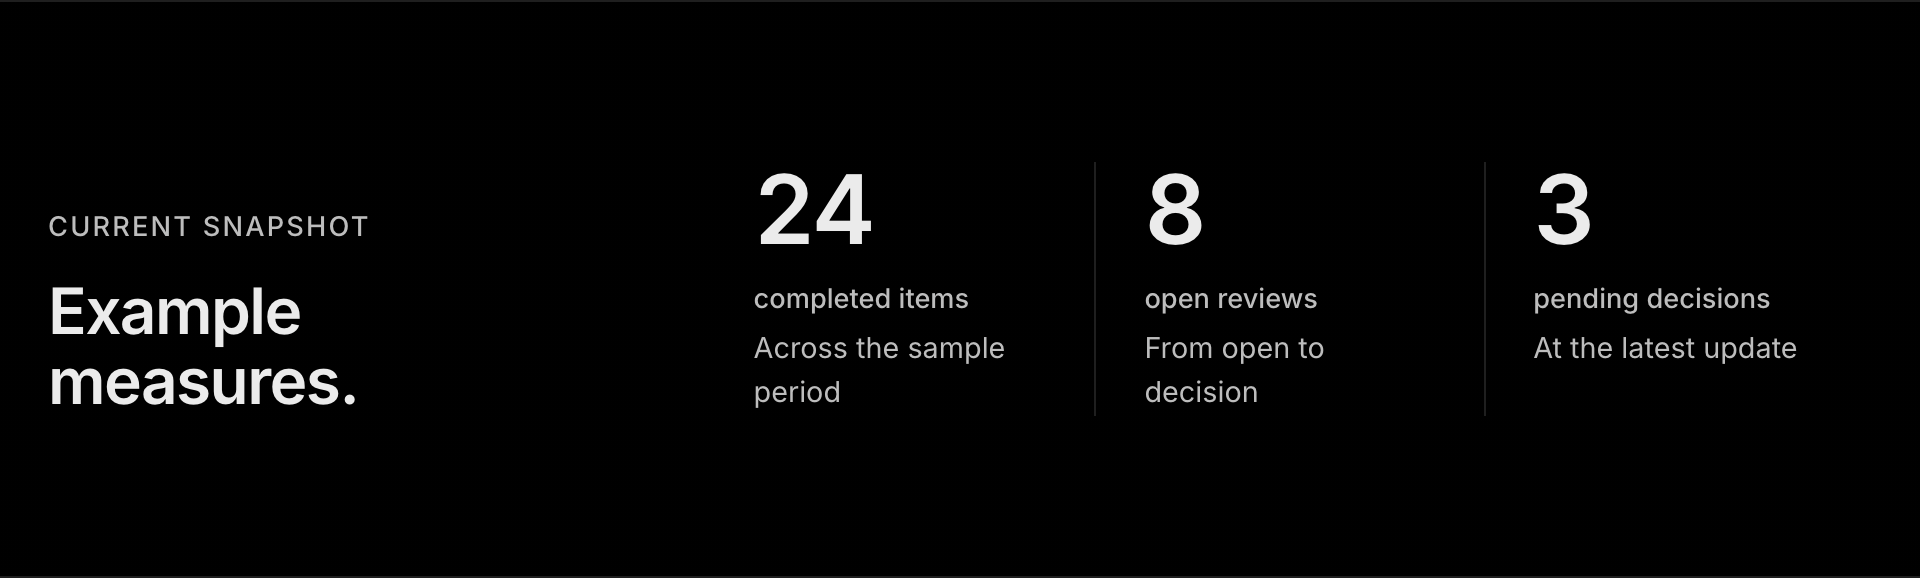 CURRENT SNAPSHOT
Example
measures.
24
completed items
Across the sample
period
8
open reviews
From open to
decision
3
pending decisions
At the latest update